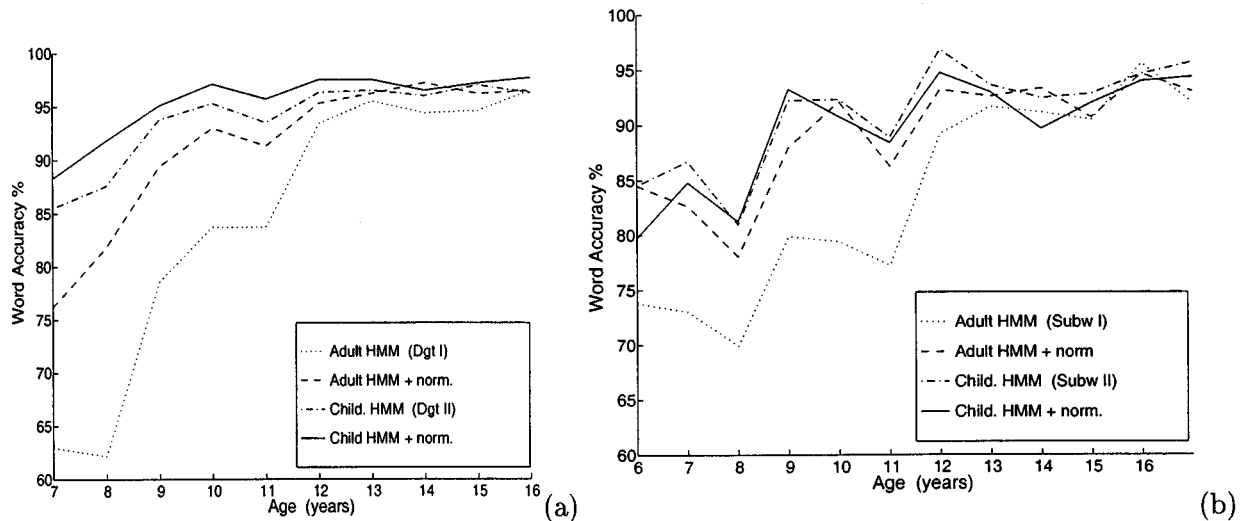 100
95
90
85
80
75
70
65
60
Word Accuracy %
7 8 9 10 11 12 13 14 15 16
Age (years)
Adult HMM (Dgt I)
Adult HMM + norm.
Child. HMM (Dgt II)
Child HMM + norm.
(a)
100
95
90
85
80
75
70
65
60
Word Accuracy %
6 7 8 9 10 11 12 13 14 15 16
Age (years)
Adult HMM (Subw I)
Adult HMM + norm
Child. HMM (Subw II)
Child. HMM + norm.
(b)